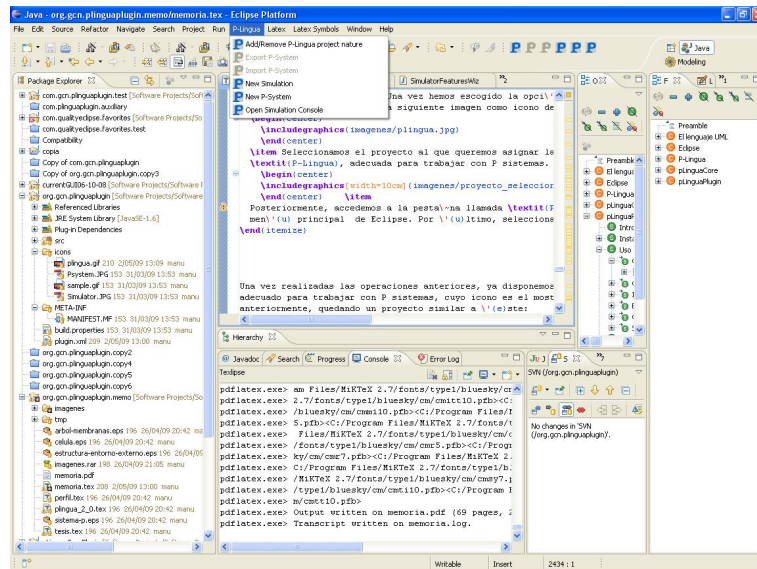 Java - org.gcn.plinguaplugin.memo/memoria.tex - Eclipse Platform
File Edit Source Refactor Navigate Search Project Run P-Lingua Latex Latex Symbols Window Help
Add/Remove P-Lingua project nature
Export P-System
Import P-System
New Simulation
New P-System
Open Simulation Console
Java
Modeling
Package Explorer
com.gcn.plinguaplugin.test [Software Projects/Sof
com.plinguaplugin.auxiliary
com.qualityeclipse.favorites [Software Projects/So
com.qualityeclipse.favorites.test
Compatibility
copia
Copy of com.gcn.plinguaplugin
Copy of com.gcn.plinguaplugin.copy3
currentGUI06-10-08 [Software Projects/Software F
org.gcn.plinguaplugin [Software Projects/Software
Referenced Libraries
JRE System Library [JavaSE-1.6]
Plug-in Dependencies
src
icons
plingua.gif 210 2/05/09 13:09 manu
Psystem.JPG 153 31/03/09 13:53 manu
sample.gif 153 31/03/09 13:53 manu
Simulator.JPG 153 31/03/09 13:53 manu
META-INF
MANIFEST.MF 153 31/03/09 13:53 manu
build.properties 153 31/03/09 13:53 manu
plugin.xml 209 2/05/09 13:00 manu
org.gcn.plinguaplugin.copy2
org.gcn.plinguaplugin.copy4
org.gcn.plinguaplugin.copy5
org.gcn.plinguaplugin.copy6
org.gcn.plinguaplugin.memo [Software Projects/So
imagenes
tmp
arbol-membranas.eps 196 26/04/09 20:42 ma
celula.eps 196 26/04/09 20:42 manu
estructura-entorno-externo.eps 196 26/04/09
imagenes.rar 198 26/04/09 21:05 manu
memoria.pdf
memoria.tex 208 2/05/09 13:00 manu
perfil.tex 196 26/04/09 20:42 manu
plingua_2_0.tex 196 26/04/09 20:42 manu
sistema-p.eps 196 26/04/09 20:42 manu
tesis.tex 196 26/04/09 20:42 manu
SimulatorFeaturesWiz
Una vez hemos escogido la opci\'
a siguiente imagen como icono de
\begin{center}
\includegraphics{imagenes/plingua.jpg}
\end{center}
\item Seleccionamos el proyecto al que queremos asignar la
\textit{P-Lingua}, adecuada para trabajar con P sistemas.
\begin{center}
\includegraphics[width=10cm]{imagenes/proyecto_seleccion
\end{center} \item
Posteriormente, accedemos a la pesta\~na llamada \textit{P
men\'{u} principal de Eclipse. Por \'{u}ltimo, selecciona
\end{itemize}
Una vez realizadas las operaciones anteriores, ya disponemos
adecuado para trabajar con P sistemas, cuyo icono es el most
anteriormente, quedando un proyecto similar a \'{e}ste:
Preamble
El lenguaj
Eclipse
P-Lingua
pLinguaC
pLinguaP
Intro
Insta
Uso
Preamble
El lenguaje UML
Eclipse
P-Lingua
pLinguaCore
pLinguaPlugin
Hierarchy
Javadoc Search Progress Console Error Log
Texlipse
pdflatex.exe> am Files/MiKTeX 2.7/fonts/type1/bluesky/cm
pdflatex.exe> 2.7/fonts/type1/bluesky/cm/cmitt10.pfb><C:
pdflatex.exe> /bluesky/cm/cmmi10.pfb><C:/Program Files/M
pdflatex.exe> 5.pfb><C:/Program Files/MiKTeX 2.7/fonts/t
pdflatex.exe> Files/MiKTeX 2.7/fonts/type1/bluesky/cm/c
pdflatex.exe> /fonts/type1/bluesky/cm/cmr5.pfb><C:/Progr
pdflatex.exe> ky/cm/cmr7.pfb><C:/Program Files/MiKTeX 2.
pdflatex.exe> C:/Program Files/MiKTeX 2.7/fonts/type1/bl
pdflatex.exe> /MiKTeX 2.7/fonts/type1/bluesky/cm/cmsy7.p
pdflatex.exe> /type1/bluesky/cm/cmti10.pfb><C:/Program F
pdflatex.exe> m/cmtt10.pfb>
pdflatex.exe> Output written on memoria.pdf (69 pages, 2
pdflatex.exe> Transcript written on memoria.log.
SVN (/org.gcn.plinguaplugin)
No changes in 'SVN
(/org.gcn.plinguaplugin)'.
Writable Insert 2434 : 1